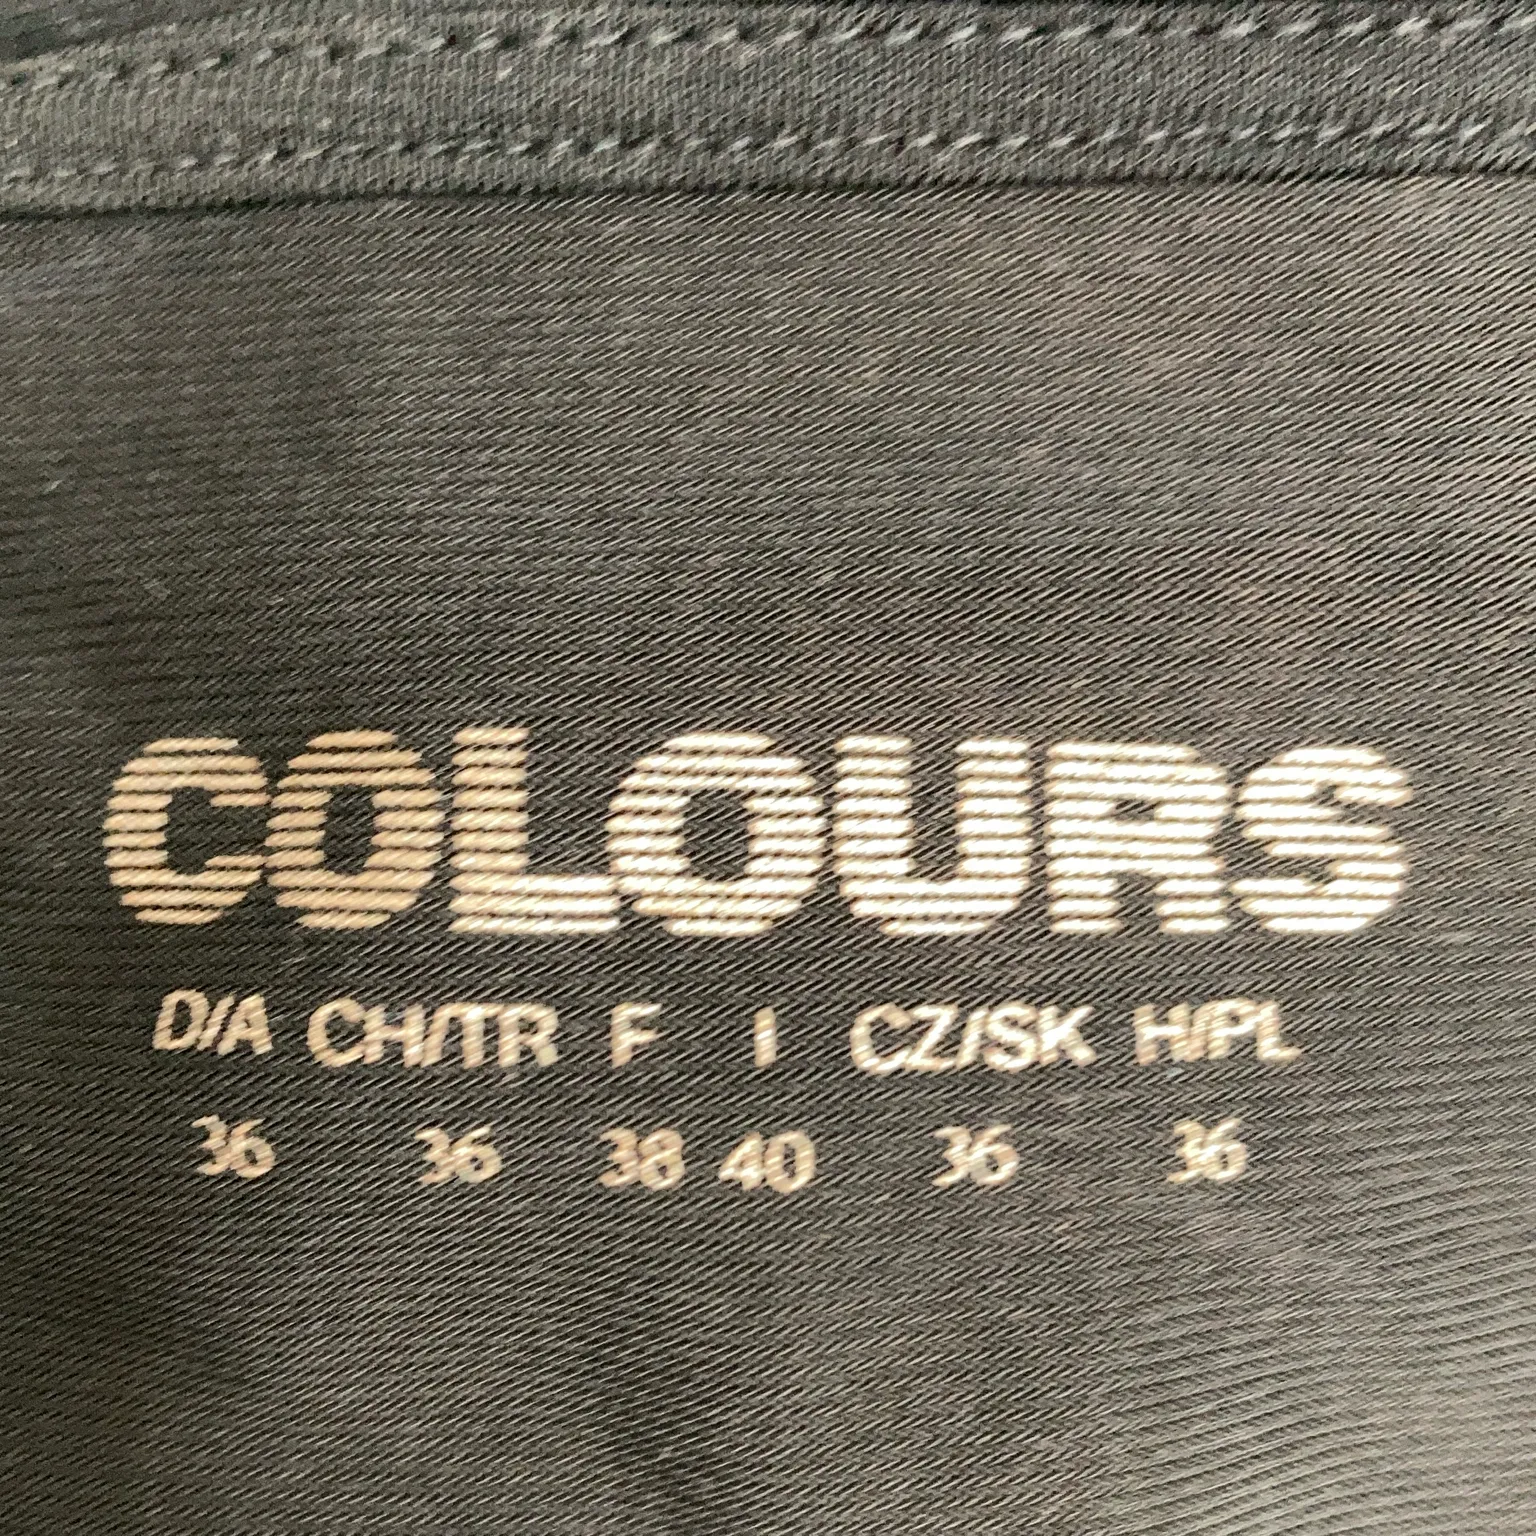 COLOURS
D/A CH/TR F I CZ/SK H/PL
36 36 38 40 36 36